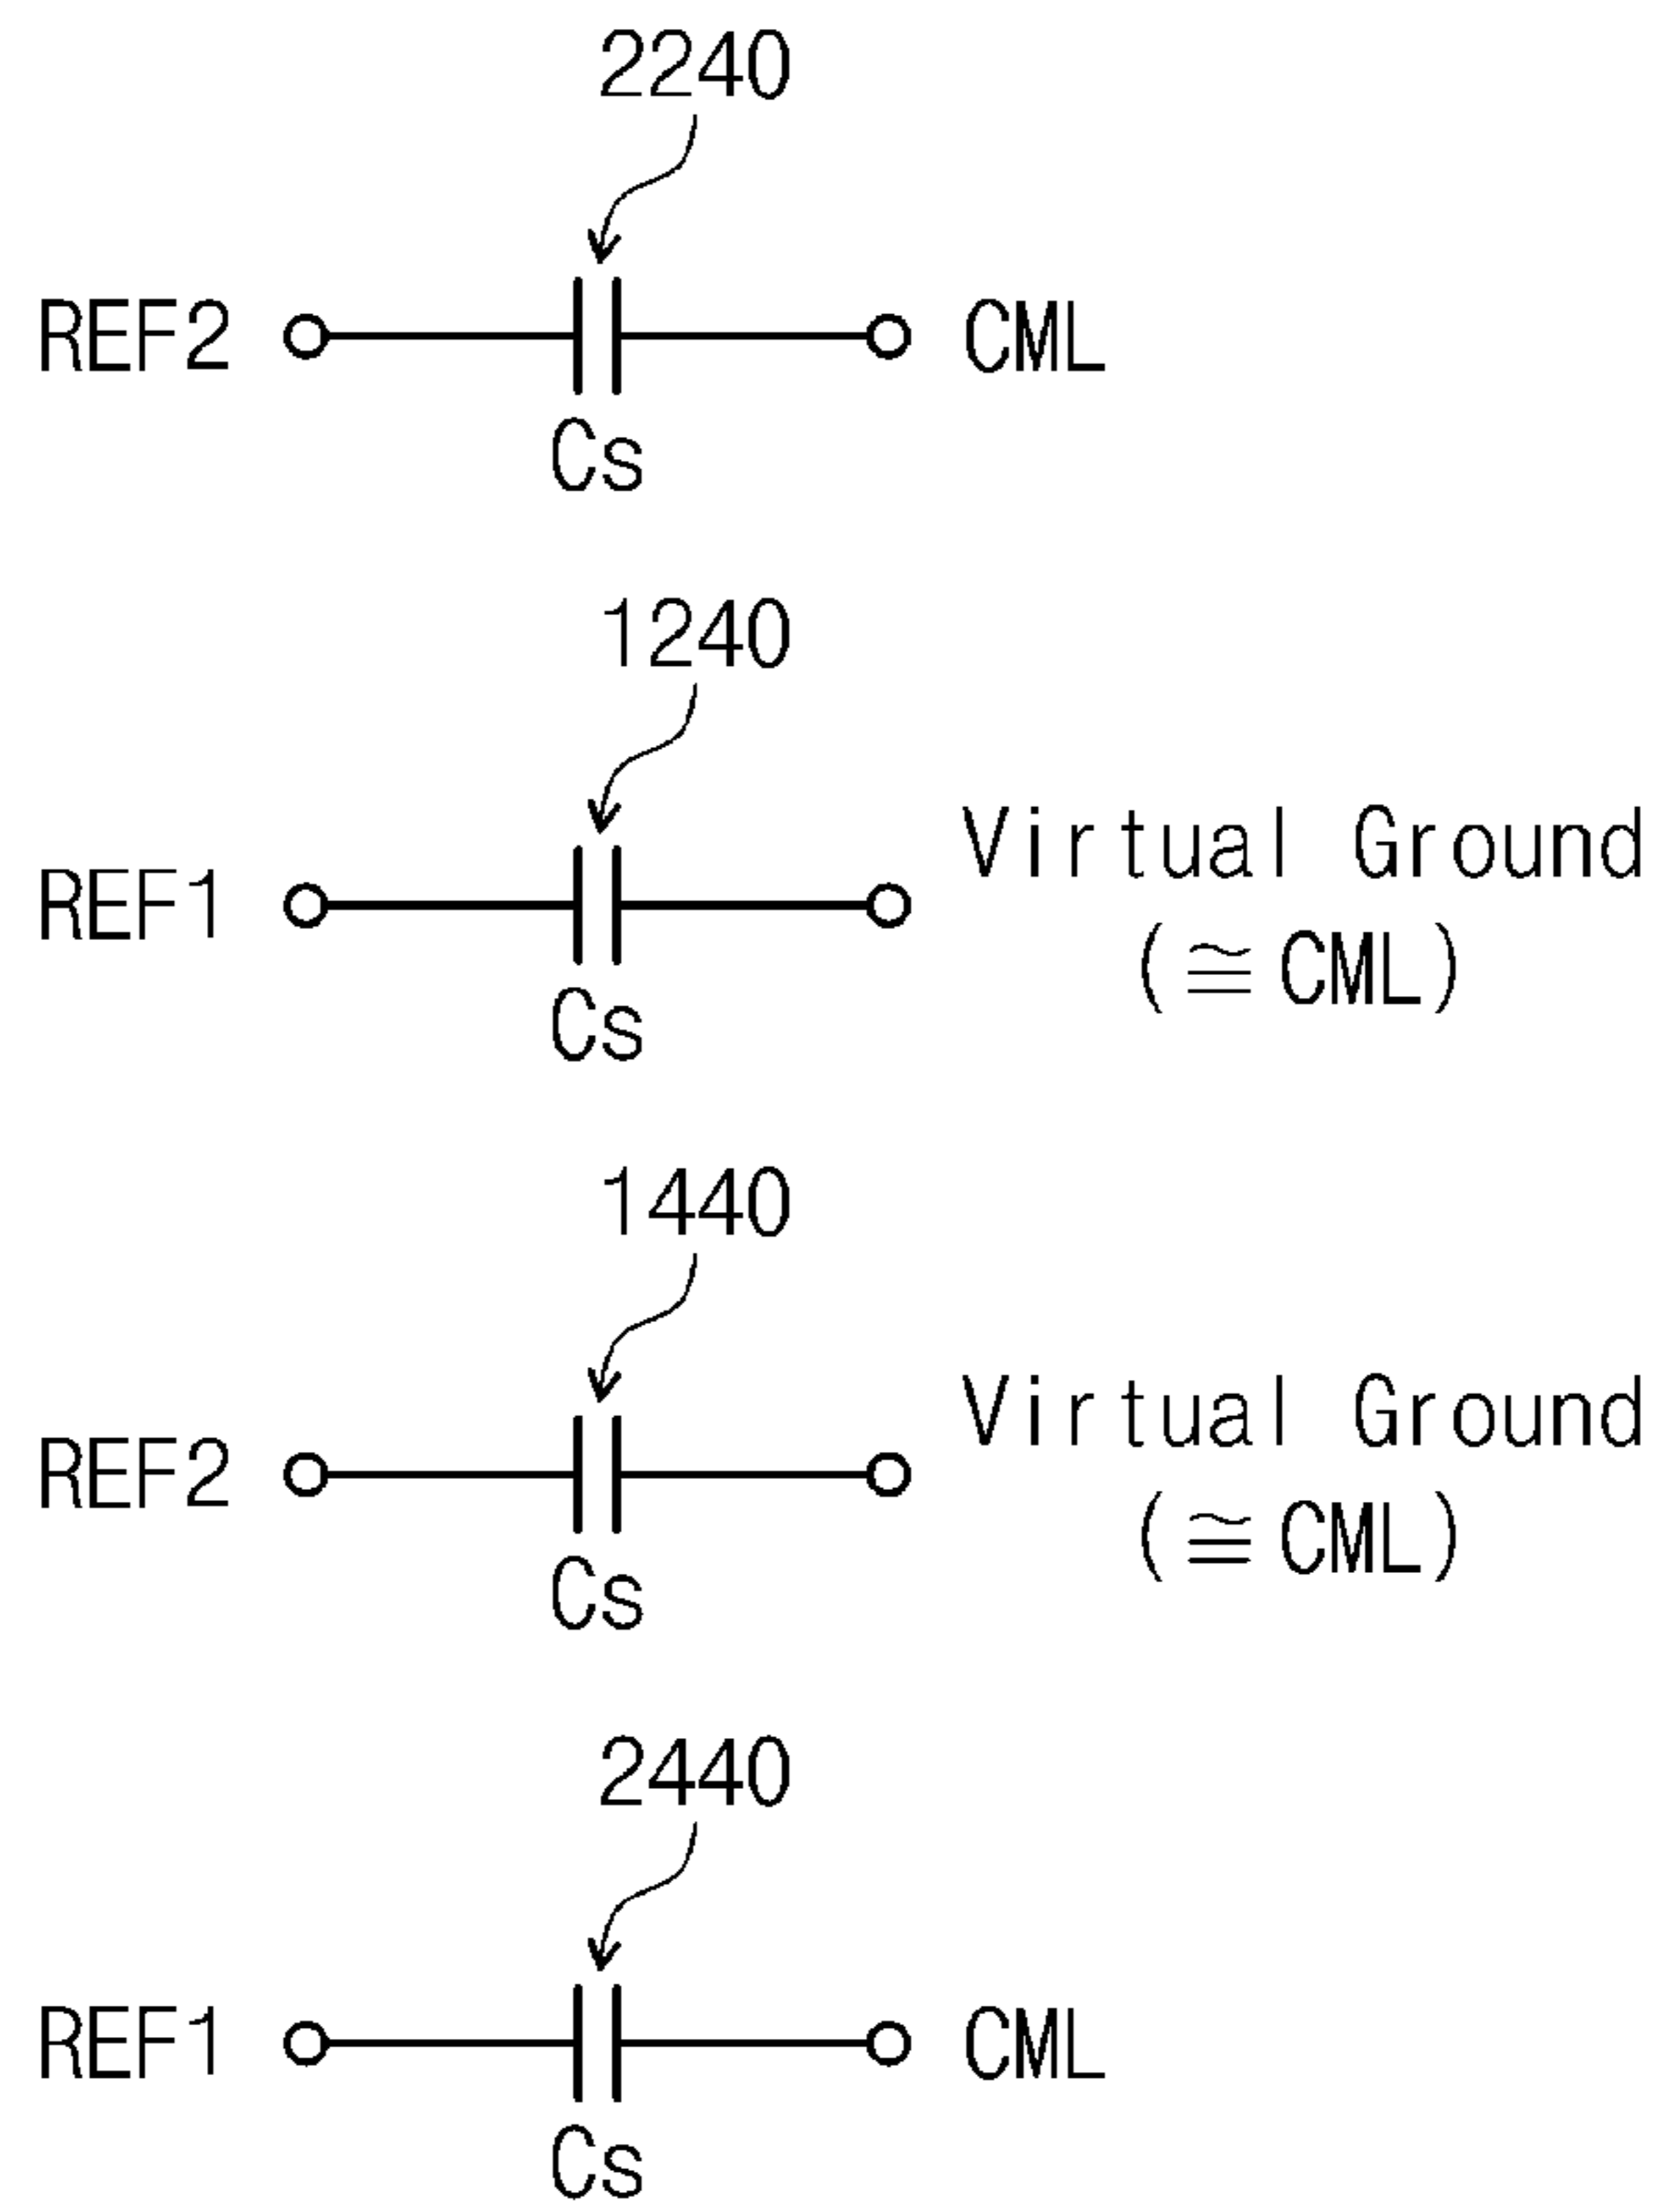 2240
REF2 CML
Cs
1240
REF1 Virtual Ground
(≅CML)
Cs
1440
REF2 Virtual Ground
(≅CML)
Cs
2440
REF1 CML
Cs